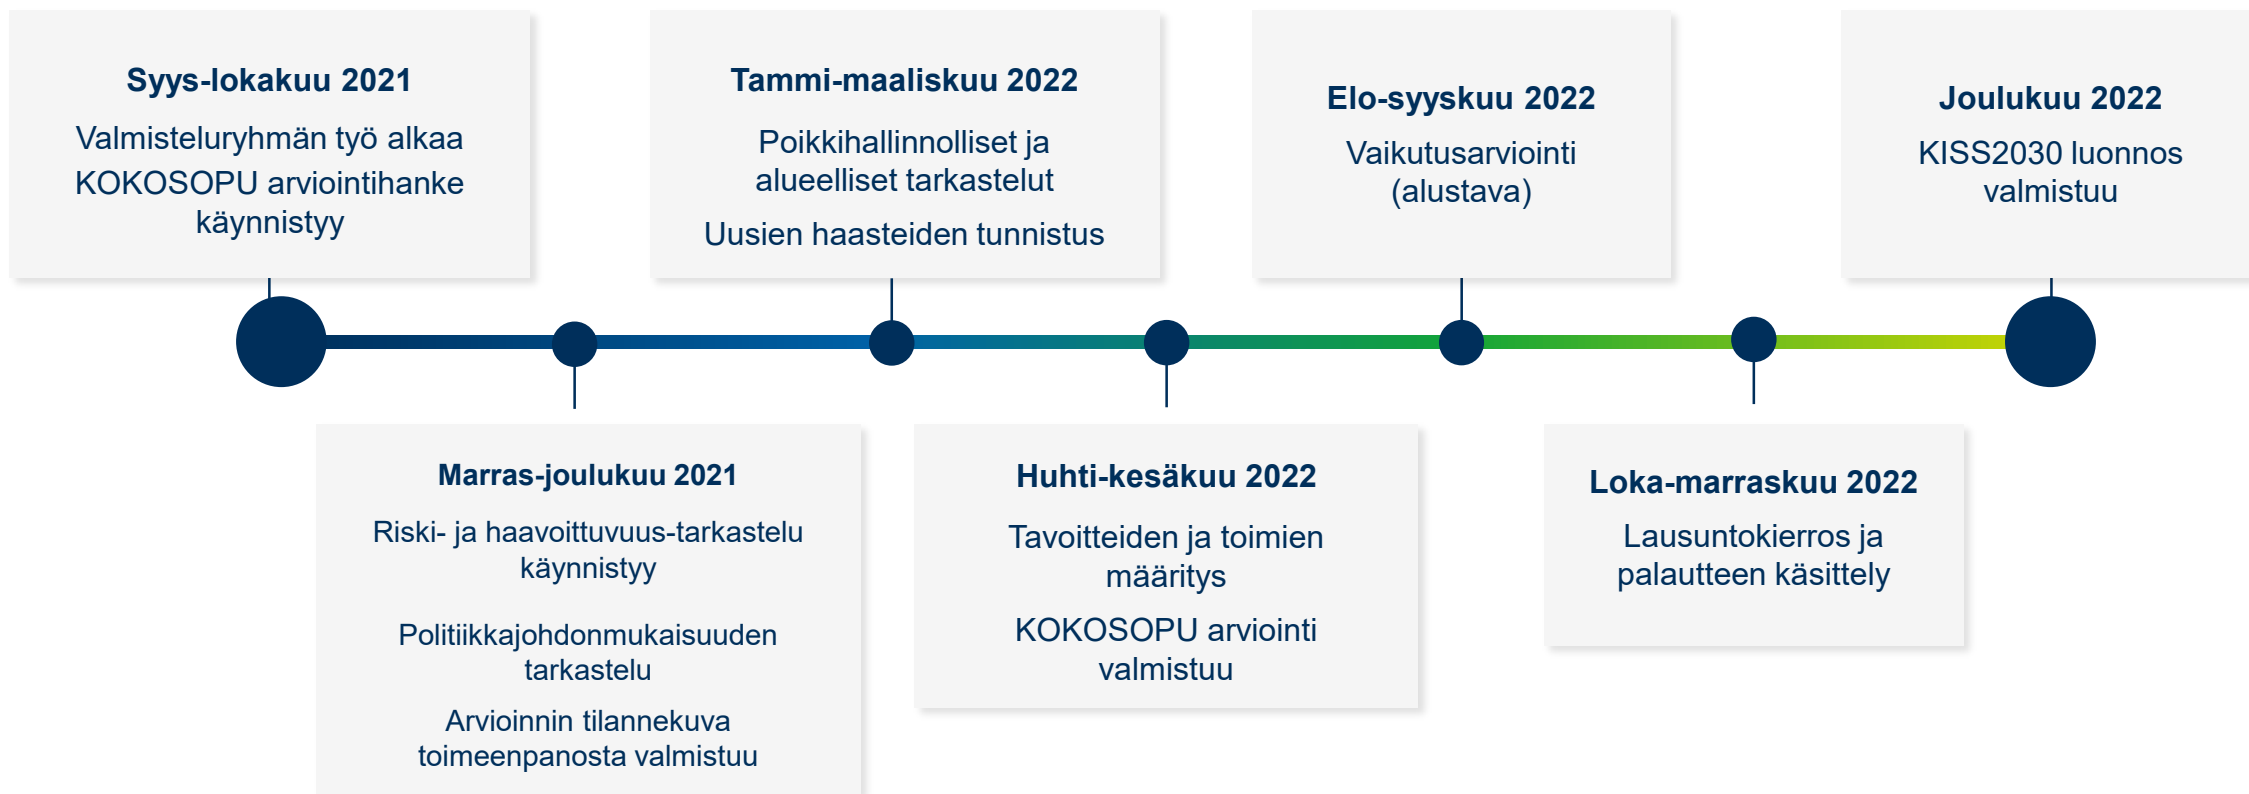 Syys-lokakuu 2021
Valmisteluryhmän työ alkaa
KOKOSOPU arviointihanke
käynnistyy
Marras-joulukuu 2021
Riski- ja haavoittuvuus-tarkastelu
käynnistyy
Politiikkajohdonmukaisuuden
tarkastelu
Arvioinnin tilannekuva
toimeenpanosta valmistuu
Tammi-maaliskuu 2022
Poikkihallinnolliset ja
alueelliset tarkastelut
Uusien haasteiden tunnistus
Huhti-kesäkuu 2022
Tavoitteiden ja toimien
määritys
KOKOSOPU arviointi
valmistuu
Elo-syyskuu 2022
Vaikutusarviointi
(alustava)
Loka-marraskuu 2022
Lausuntokierros ja
palautteen käsittely
Joulukuu 2022
KISS2030 luonnos
valmistuu